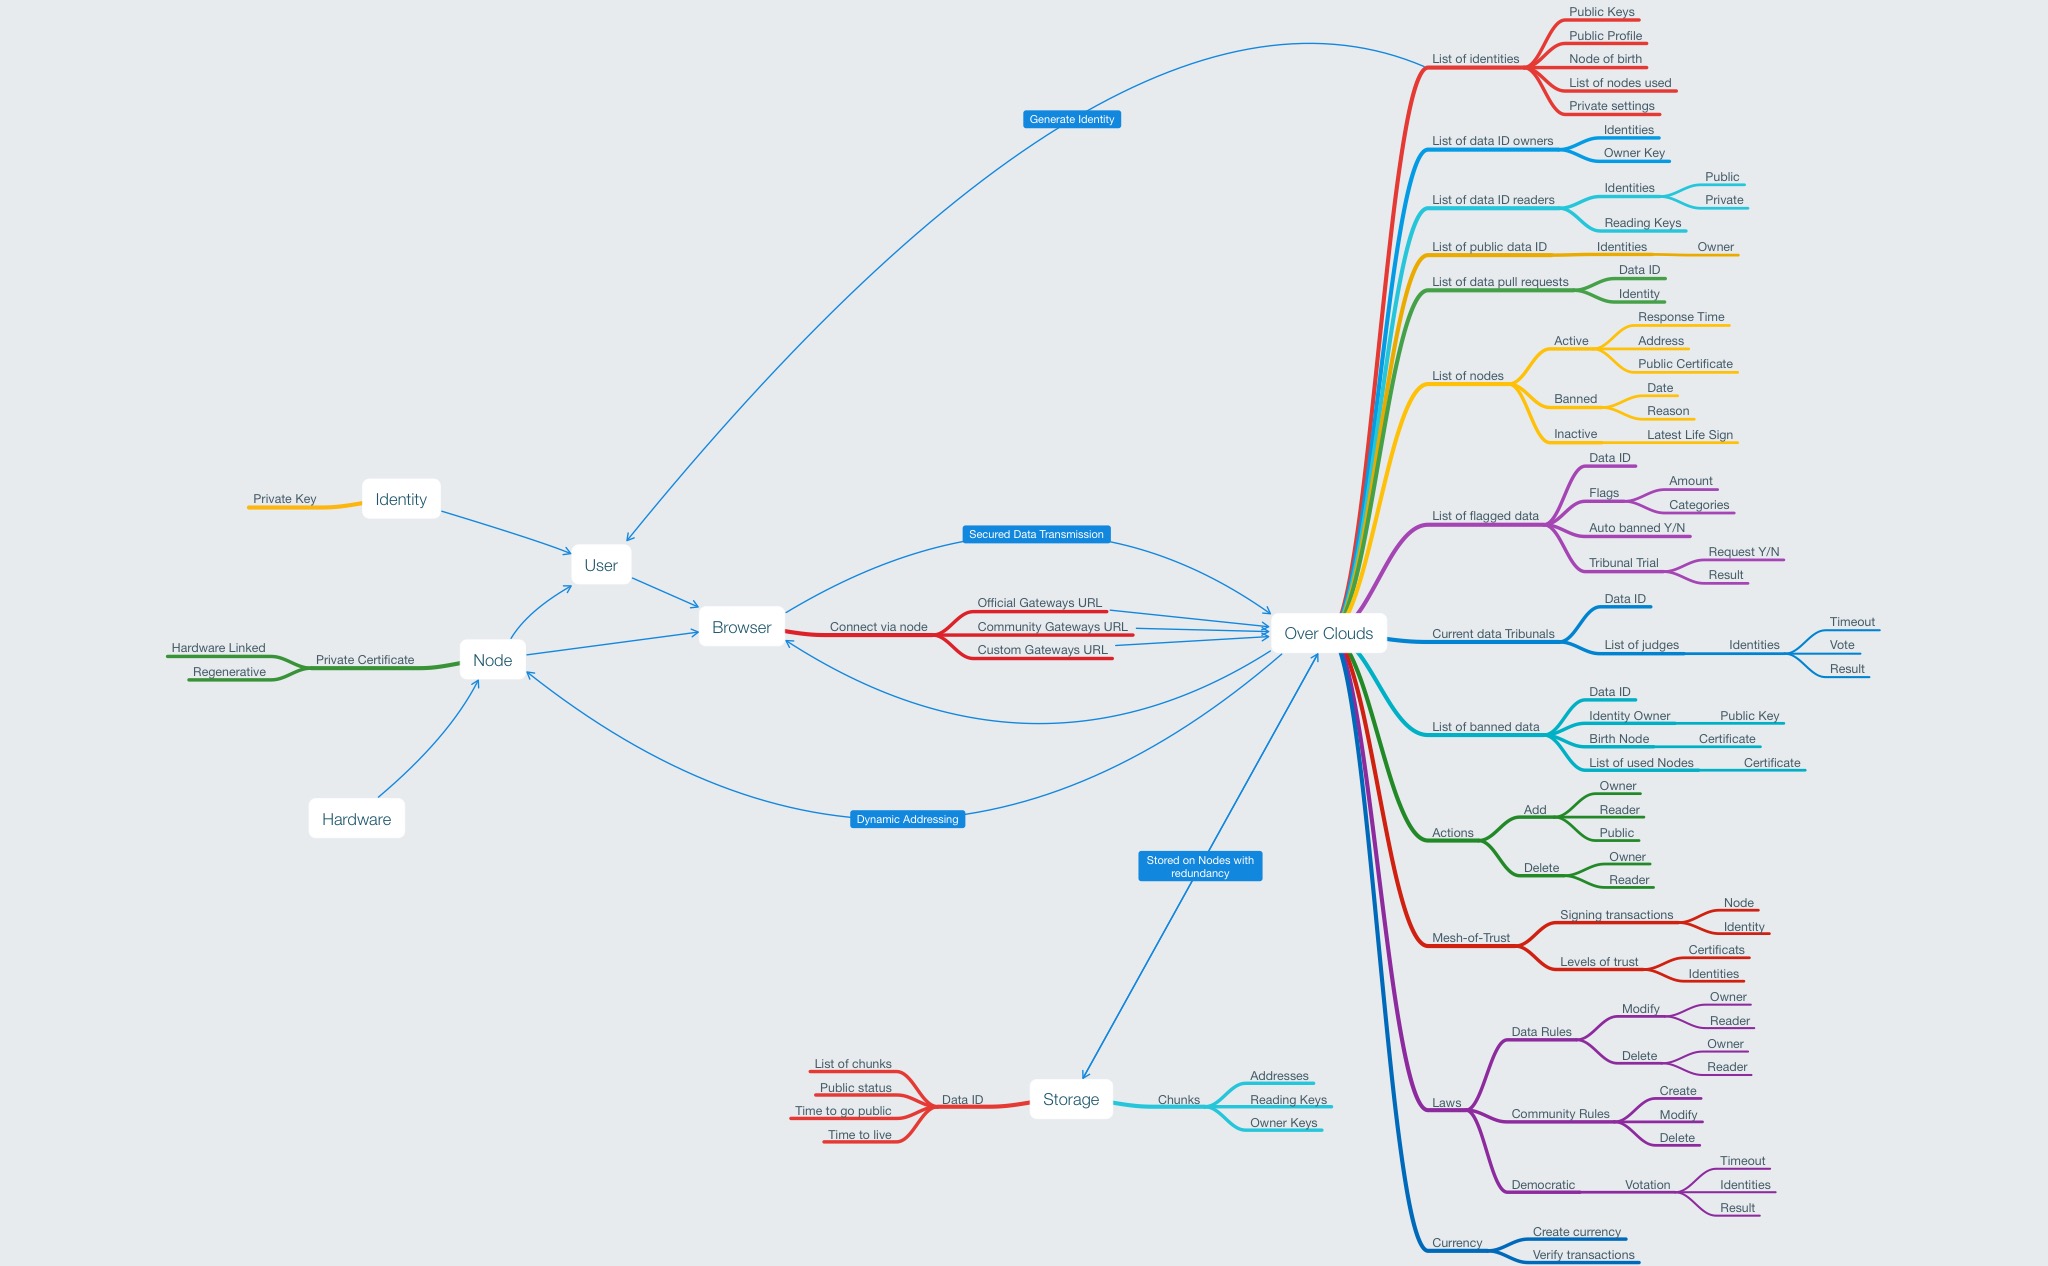 Public Keys
Public Profile
List of identities
Node of birth
List of nodes used
Private settings
Generate Identity
Identities
List of data ID owners
Owner Key
Public
Identities
List of data ID readers
Private
Reading Keys
List of public data ID
Identities
Owner
Data ID
List of data pull requests
Identity
Response Time
Active
Address
Public Certificate
List of nodes
Date
Banned
Reason
Inactive
Latest Life Sign
Data ID
Amount
Flags
Categories
List of flagged data
Auto banned Y/N
Request Y/N
Tribunal Trial
Result
Private Key
Identity
User
Secured Data Transmission
Browser
Connect via node
Official Gateways URL
Community Gateways URL
Custom Gateways URL
Over Clouds
Data ID
Current data Tribunals
List of judges
Identities
Timeout
Vote
Result
Hardware Linked
Regenerative
Private Certificate
Node
Data ID
Identity Owner
Public Key
List of banned data
Birth Node
Certificate
List of used Nodes
Certificate
Hardware
Dynamic Addressing
Owner
Add
Reader
Public
Actions
Owner
Delete
Reader
Stored on Nodes with
redundancy
Node
Signing transactions
Identity
Mesh-of-Trust
Certificats
Levels of trust
Identities
Owner
Modify
Reader
Data Rules
Owner
Delete
Reader
List of chunks
Public status
Time to go public
Time to live
Data ID
Storage
Chunks
Addresses
Reading Keys
Owner Keys
Laws
Create
Community Rules
Modify
Delete
Timeout
Democratic
Votation
Identities
Result
Create currency
Currency
Verify transactions